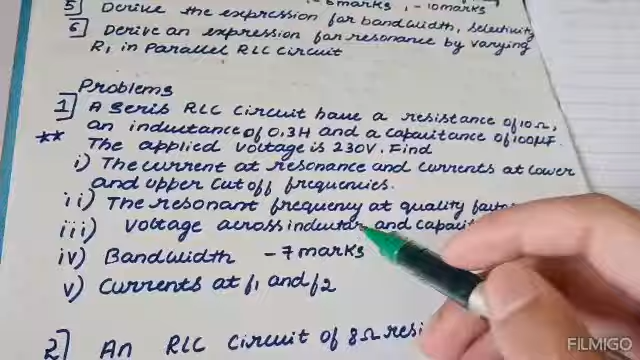 5] Derive the expression for bandwidth, selectivity
6] Derive an expression for resonance by varying
RL in parallel RLC circuit
Problems
1] A seris RLC circuit have a resistance of 10Ω,
** an inductance of 0.3H and a capacitance of 100µF.
The applied voltage is 230V. Find
i) The current at resonance and currents at lower
and upper cut off frequencies.
ii) The resonant frequency at quality factor
iii) voltage across inductor and
iv) Bandwidth - 7 marks
v) Currents at f1 and f2
2] An RLC circuit of 8Ω
FILMIGO